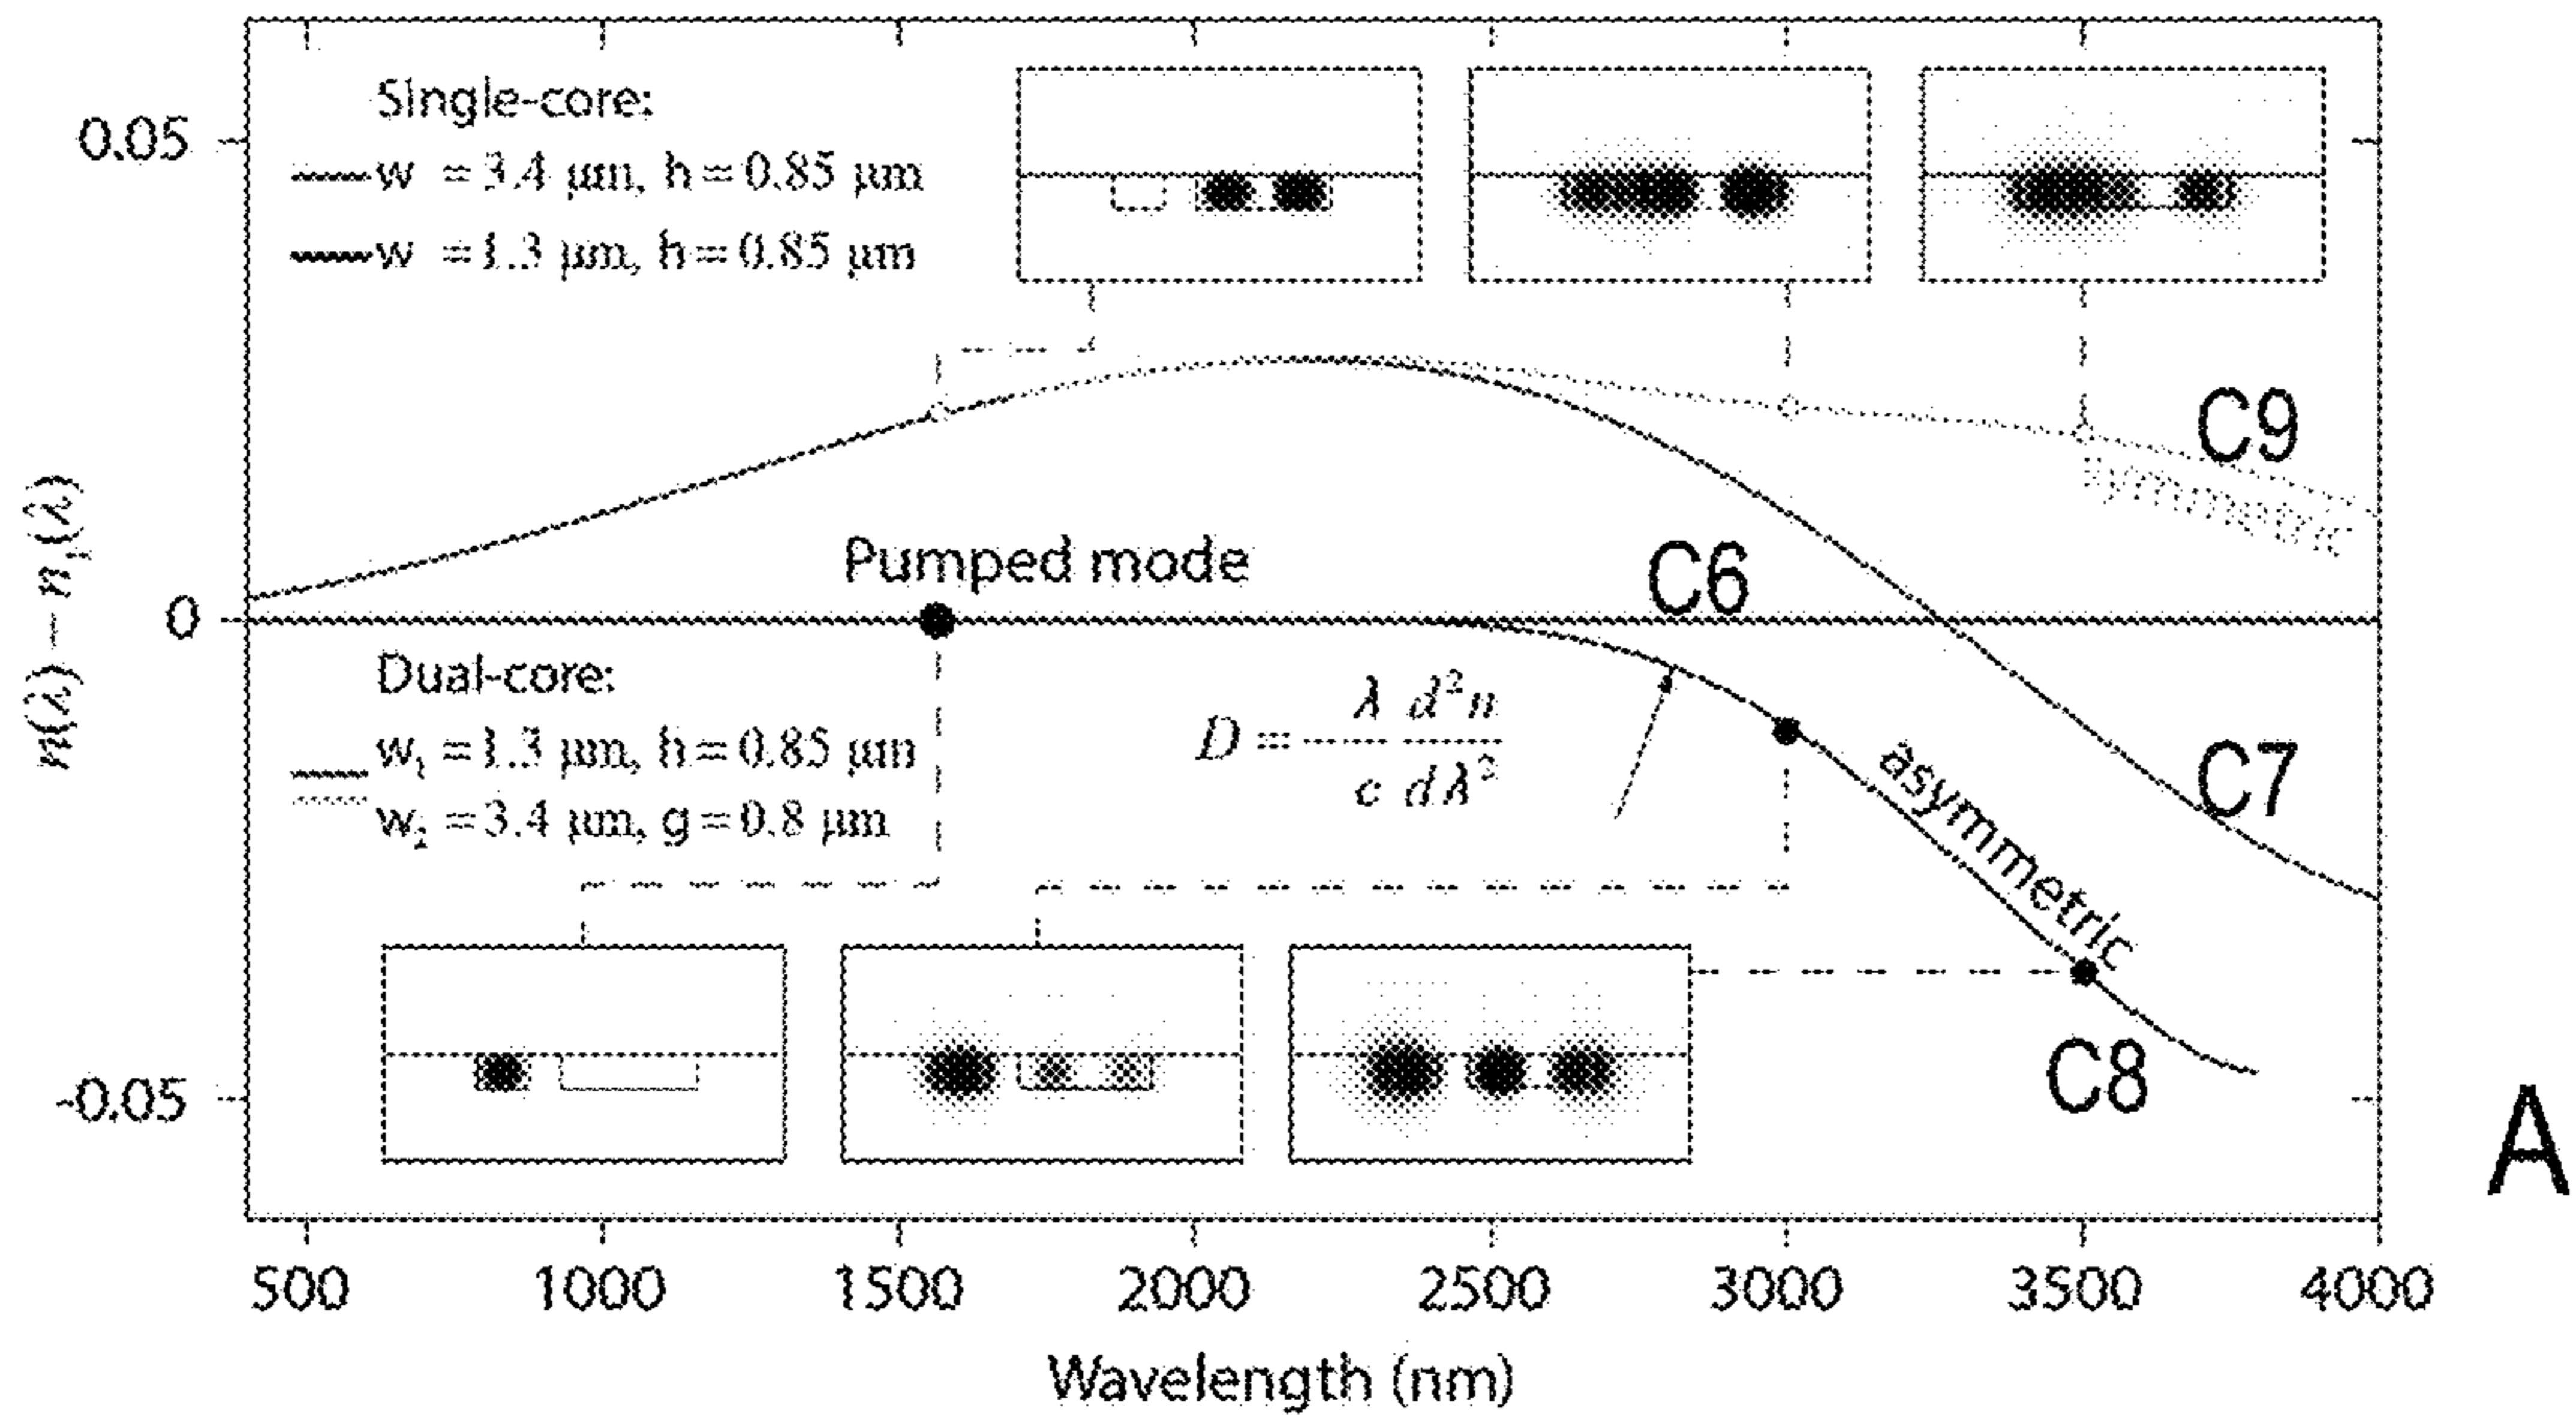 Single-core:
w = 3.4 μm, h = 0.85 μm
w = 1.3 μm, h = 0.85 μm
0.05
0
-0.05
n(λ) − n₁(λ)
C9
symmetric
Pumped mode
C6
Dual-core:
w₁ = 1.3 μm, h = 0.85 μm
w₂ = 3.4 μm, g = 0.8 μm
D = λ/c d²n/dλ²
asymmetric
C7
C8
A
500 1000 1500 2000 2500 3000 3500 4000
Wavelength (nm)